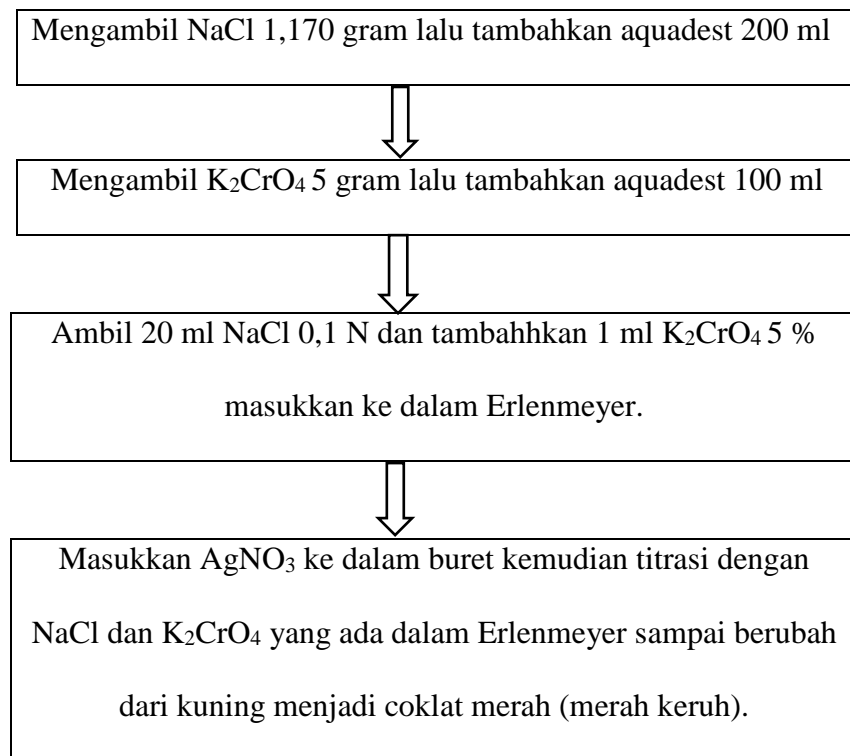 Mengambil NaCl 1,170 gram lalu tambahkan aquadest 200 ml
Mengambil K₂CrO₄ 5 gram lalu tambahkan aquadest 100 ml
Ambil 20 ml NaCl 0,1 N dan tambahhkan 1 ml K₂CrO₄ 5 %
masukkan ke dalam Erlenmeyer.
Masukkan AgNO₃ ke dalam buret kemudian titrasi dengan
NaCl dan K₂CrO₄ yang ada dalam Erlenmeyer sampai berubah
dari kuning menjadi coklat merah (merah keruh).